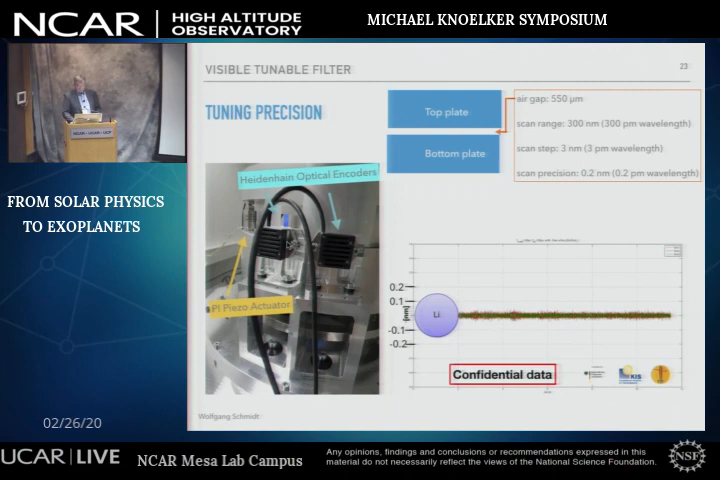 NCAR
HIGH ALTITUDE
OBSERVATORY
MICHAEL KNOELKER SYMPOSIUM
VISIBLE TUNABLE FILTER
23
TUNING PRECISION
Top plate
Bottom plate
air gap: 550 µm
scan range: 300 nm (300 pm wavelength)
scan step: 3 nm (3 pm wavelength)
scan precision: 0.2 nm (0.2 pm wavelength)
Heidenhain Optical Encoders
PI Piezo Actuator
0.2
0.1
[nm]
-0.1
-0.2
Li
Confidential data
KIS
Wolfgang Schmidt
FROM SOLAR PHYSICS
TO EXOPLANETS
02/26/20
UCAR LIVE
NCAR Mesa Lab Campus
Any opinions, findings and conclusions or recommendations expressed in this
material do not necessarily reflect the views of the National Science Foundation.
NSF